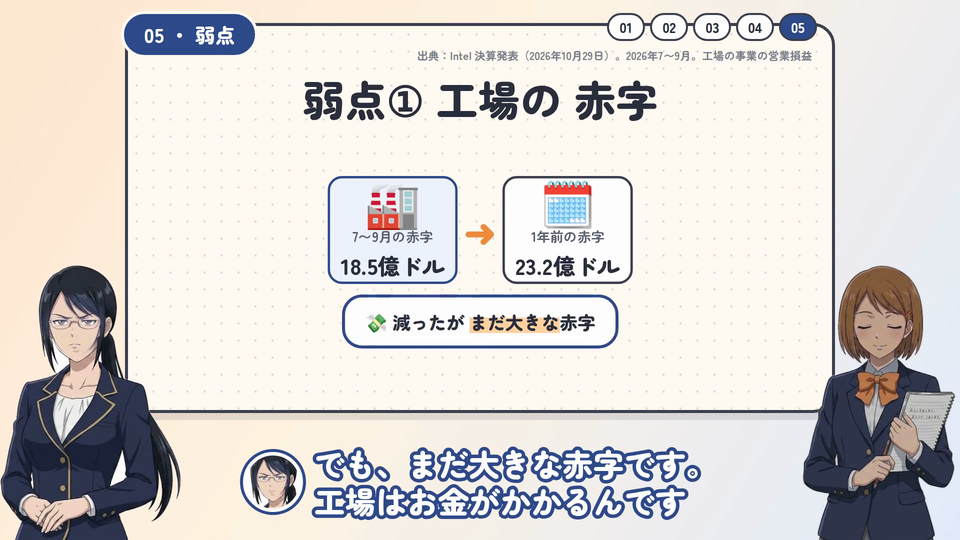 05 ・ 弱点
01 02 03 04 05
出典：Intel 決算発表（2026年10月29日）。2026年7〜9月。工場の事業の営業損益
弱点① 工場の 赤字
7〜9月の赤字
18.5億ドル
1年前の赤字
23.2億ドル
減ったが まだ大きな赤字
でも、まだ大きな赤字です。
工場はお金がかかるんです